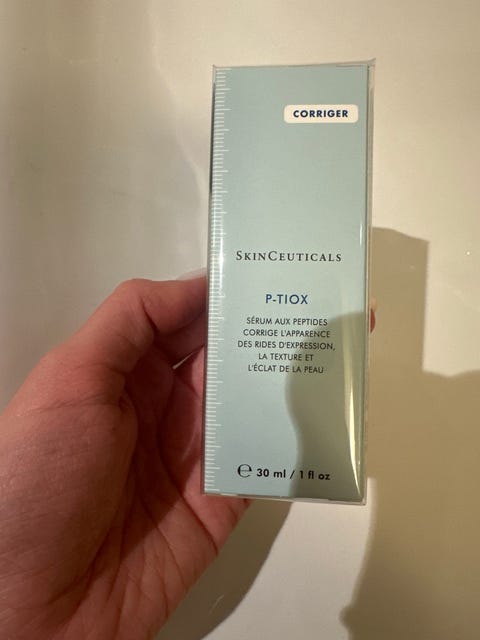 CORRIGER
SKINCEUTICALS
P-TIOX
SÉRUM AUX PEPTIDES
CORRIGE L'APPARENCE
DES RIDES D'EXPRESSION,
LA TEXTURE ET
L'ÉCLAT DE LA PEAU
℮ 30 ml / 1 fl oz